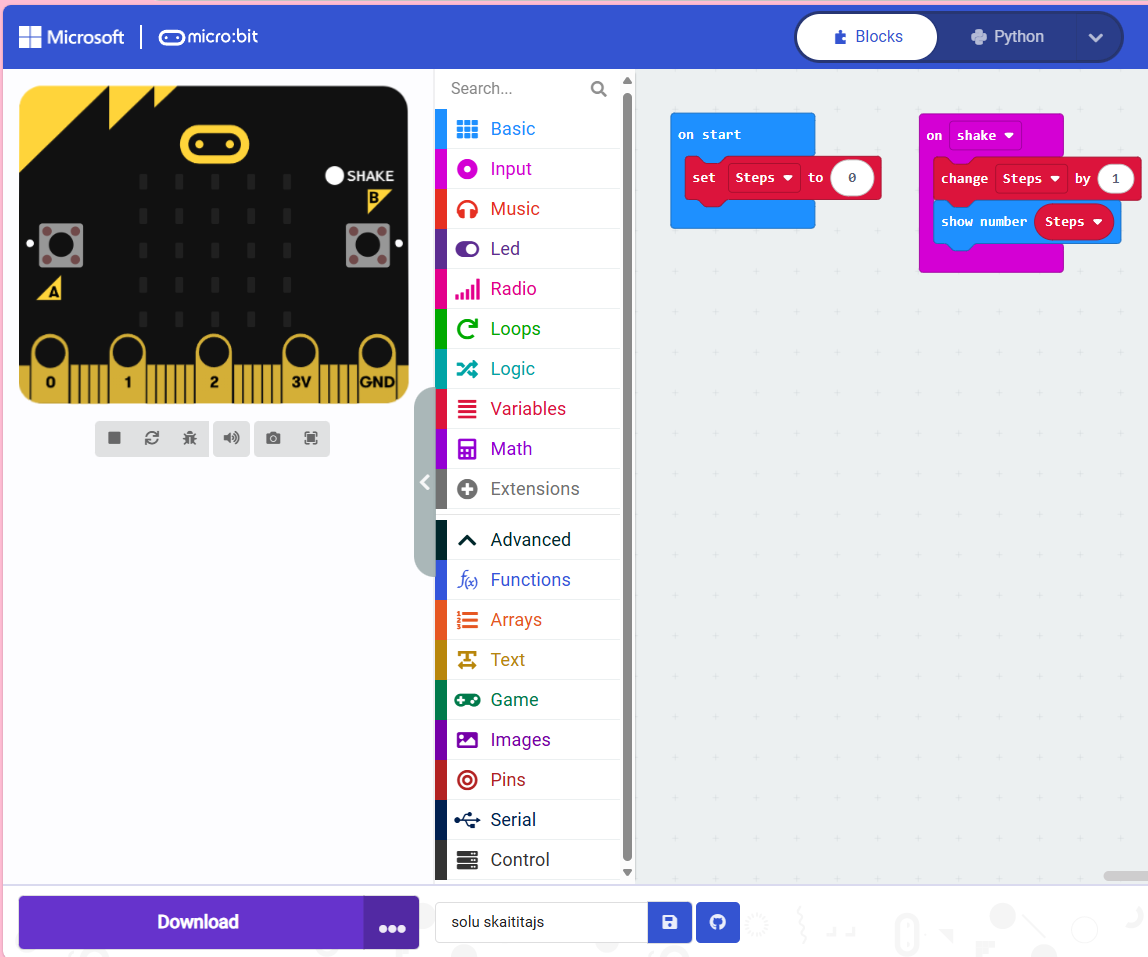 Microsoft micro:bit Blocks Python
Search...
Basic
Input
Music
Led
Radio
Loops
Logic
Variables
Math
Extensions
Advanced
Functions
Arrays
Text
Game
Images
Pins
Serial
Control
SHAKE
B
A
0 1 2 3V GND
on start
set Steps to 0
on shake
change Steps by 1
show number Steps
Download
solu skaititajs